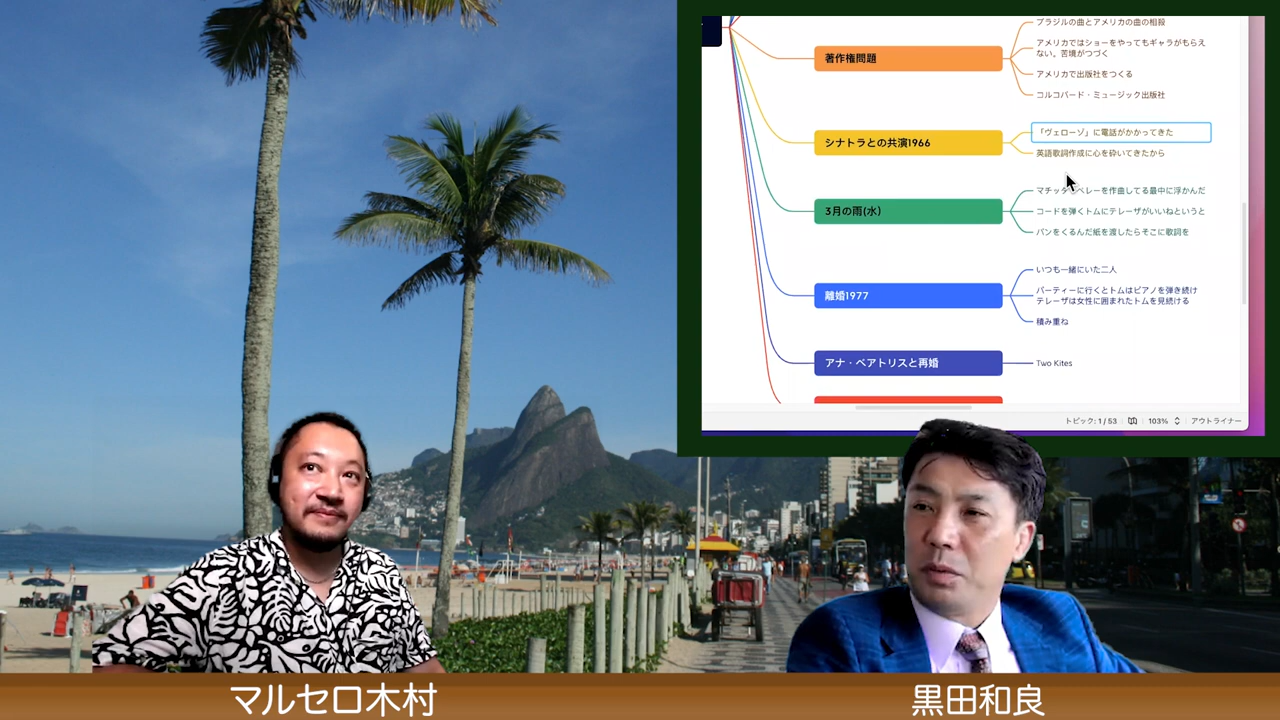 ブラジルの曲とアメリカの曲の相殺
著作権問題
アメリカではショーをやってもギャラがもらえ
ない。苦境がつづく
アメリカで出版社をつくる
コルコバード・ミュージック出版社
シナトラとの共演1966
「ヴェローゾ」に電話がかかってきた
英語歌詞作成に心を砕いてきたから
3月の雨(水)
マチッタ・ペレーを作曲してる最中に浮かんだ
コードを弾くトムにテレーザがいいねというと
パンをくるんだ紙を渡したらそこに歌詞を
離婚1977
いつも一緒にいた二人
パーティーに行くとトムはピアノを弾き続け
テレーザは女性に囲まれたトムを見続ける
積み重ね
アナ・ベアトリスと再婚
Two Kites
トピック: 1 / 53
103%
アウトライナー
マルセロ木村
黒田和良